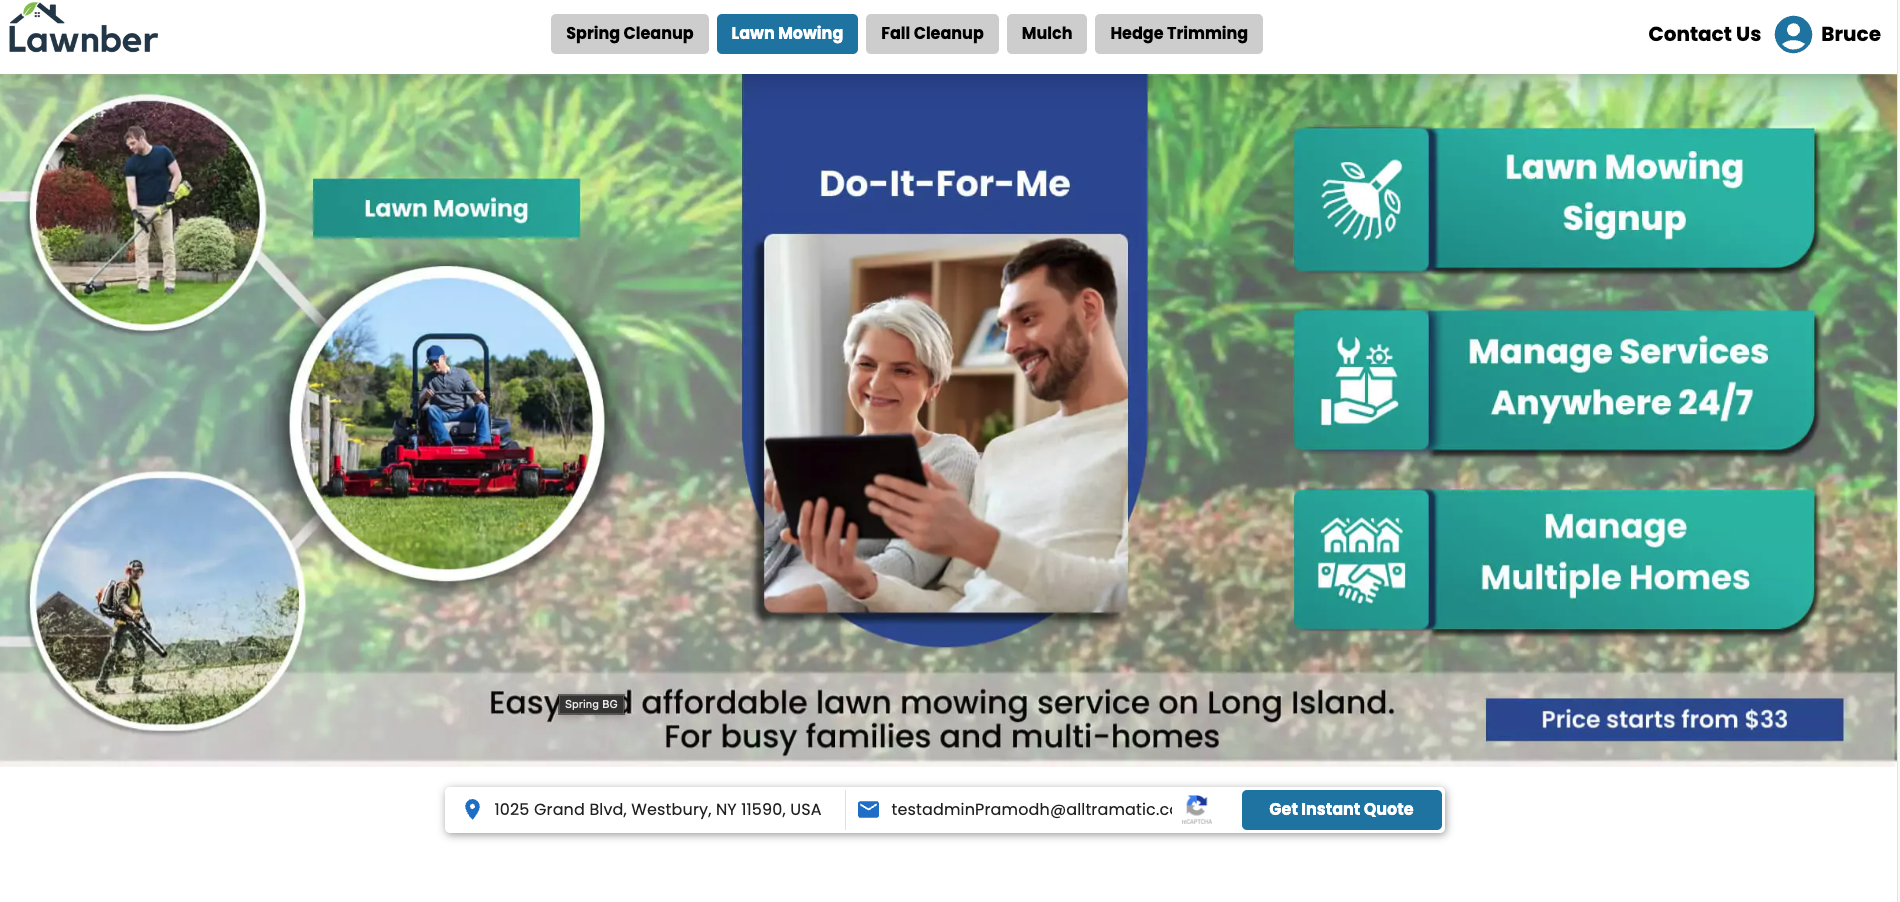 Lawnber
Spring Cleanup
Lawn Mowing
Fall Cleanup
Mulch
Hedge Trimming
Contact Us
Bruce
Lawn Mowing
Do-It-For-Me
Lawn Mowing
Signup
Manage Services
Anywhere 24/7
Manage
Multiple Homes
Easy affordable lawn mowing service on Long Island.
Spring BG
For busy families and multi-homes
Price starts from $33
1025 Grand Blvd, Westbury, NY 11590, USA
testadminPramodh@alltramatic.c
reCAPTCHA
Get Instant Quote